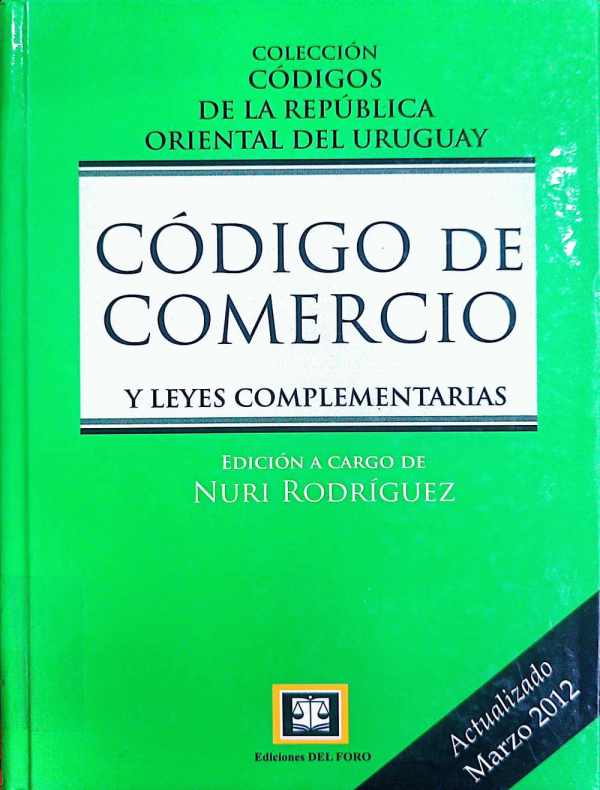 COLECCIÓN
CÓDIGOS
DE LA REPÚBLICA
ORIENTAL DEL URUGUAY
CÓDIGO DE
COMERCIO
Y LEYES COMPLEMENTARIAS
EDICIÓN A CARGO DE
NURI RODRÍGUEZ
Actualizado
Marzo 2012
Ediciones DEL FORO